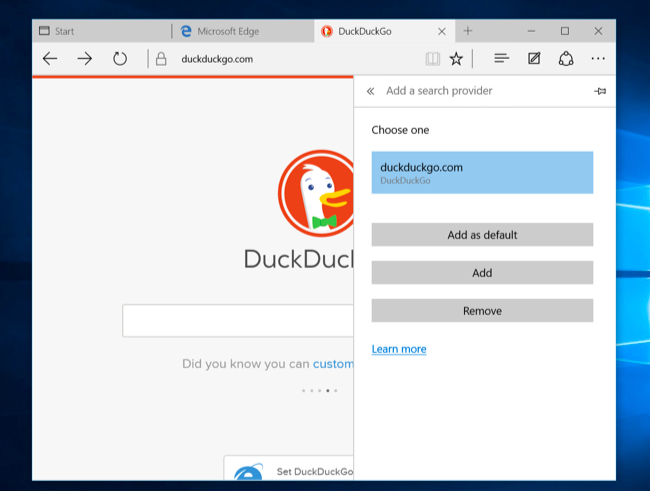 Start
Microsoft Edge
DuckDuckGo
duckduckgo.com
Add a search provider
Choose one
duckduckgo.com
DuckDuckGo
Add as default
Add
Remove
Learn more
DuckDuck
Did you know you can custom
Set DuckDuckGo